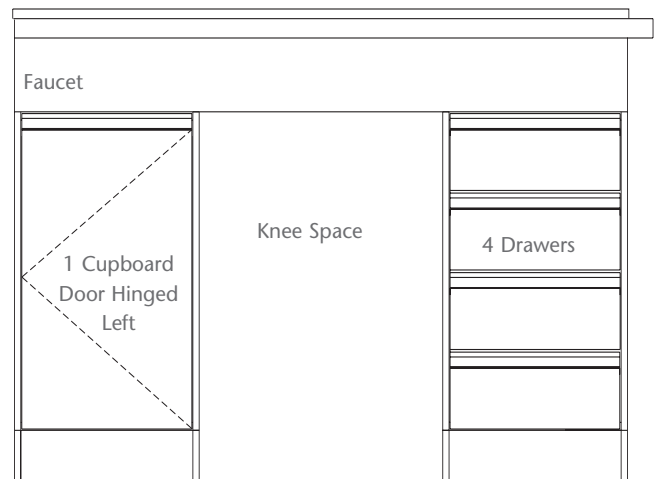 Faucet
Knee Space
4 Drawers
1 Cupboard
Door Hinged
Left